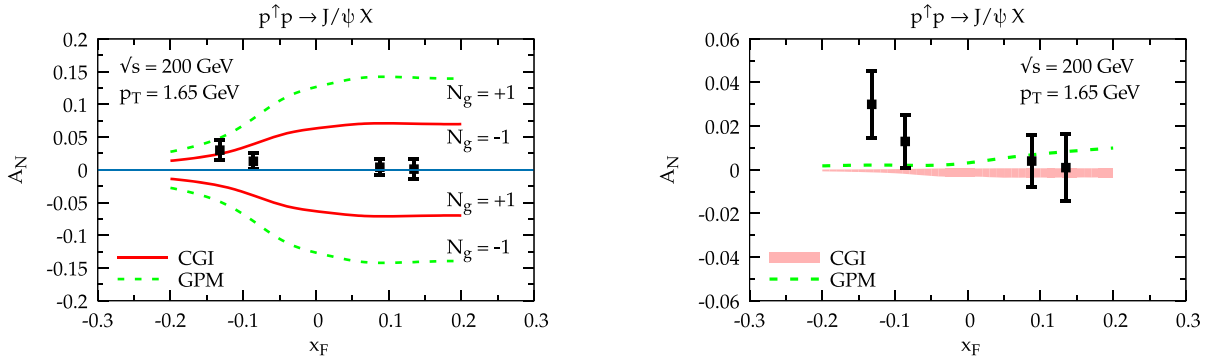 p↑p → J/ψ X
0.2
0.15
0.1
0.05
0
-0.05
-0.1
-0.15
-0.2
A_N
√s = 200 GeV
p_T = 1.65 GeV
N_g = +1
N_g = -1
N_g = +1
N_g = -1
CGI
GPM
-0.3 -0.2 -0.1 0 0.1 0.2 0.3
x_F
p↑p → J/ψ X
0.06
0.04
0.02
0
-0.02
-0.04
-0.06
A_N
√s = 200 GeV
p_T = 1.65 GeV
CGI
GPM
-0.3 -0.2 -0.1 0 0.1 0.2 0.3
x_F